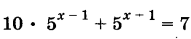 10 · 5^{x − 1} + 5^{x + 1} = 7